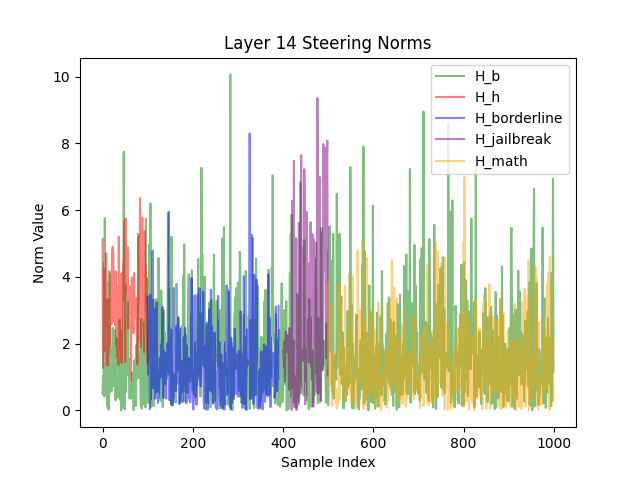 Layer 14 Steering Norms
Norm Value
10
8
6
4
2
0
H_b
H_h
H_borderline
H_jailbreak
H_math
0
200
400
600
800
1000
Sample Index